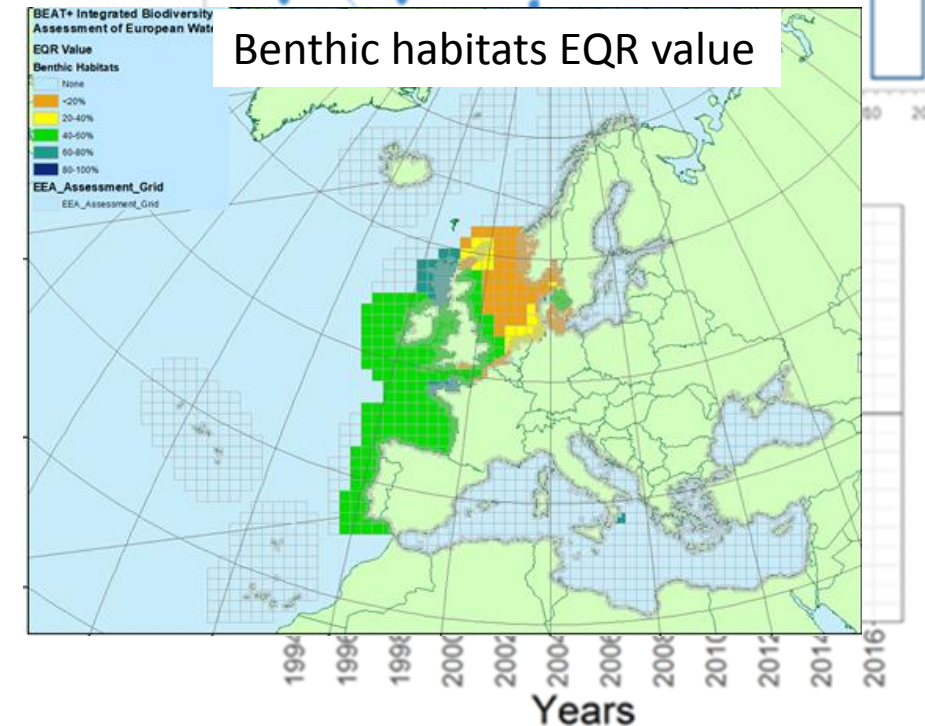 BEAT+ Integrated Biodiversity
Assessment of European Wate
Benthic habitats EQR value
EQR Value
Benthic Habitats
None
<20%
20-40%
40-60%
60-80%
80-100%
EEA_Assessment_Grid
EEA_Assessment_Grid
20
1994
1996
1998
2000
2002
2004
2006
2008
2010
2012
2014
2016
Years